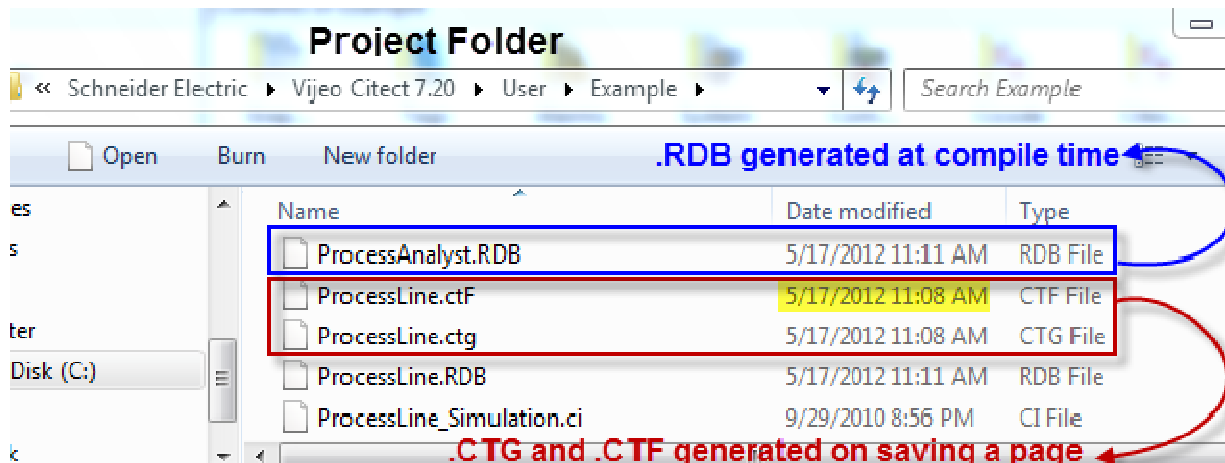 Project Folder
« Schneider Electric ▸ Vijeo Citect 7.20 ▸ User ▸ Example ▸ Search Example
Open Burn New folder .RDB generated at compile time
Name Date modified Type
es
ProcessAnalyst.RDB 5/17/2012 11:11 AM RDB File
s
ProcessLine.ctF 5/17/2012 11:08 AM CTF File
ter ProcessLine.ctg 5/17/2012 11:08 AM CTG File
Disk (C:) ProcessLine.RDB 5/17/2012 11:11 AM RDB File
ProcessLine_Simulation.ci 9/29/2010 8:56 PM CI File
k .CTG and .CTF generated on saving a page